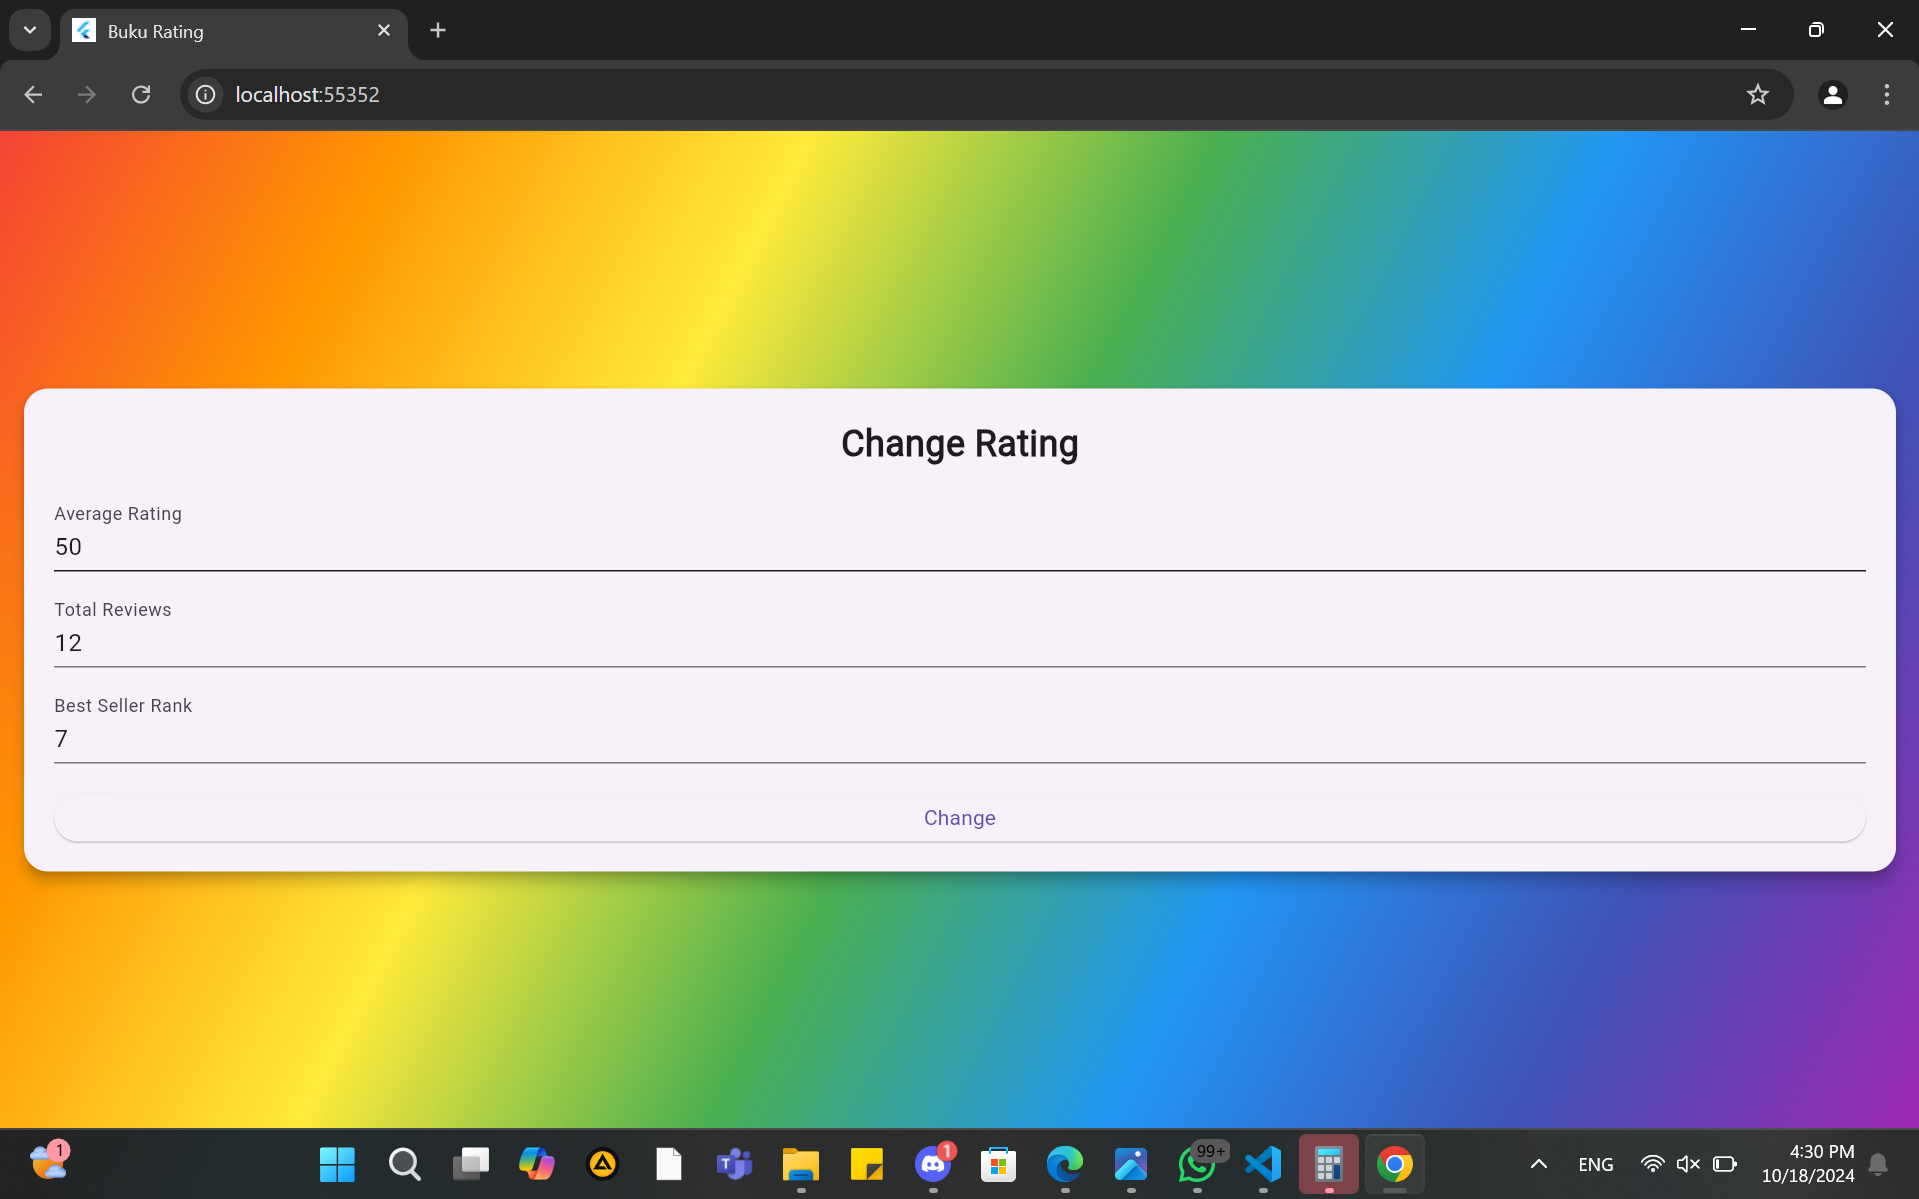 Buku Rating
localhost:55352
Change Rating
Average Rating
50
Total Reviews
12
Best Seller Rank
7
Change
1
T
1
99+
ENG
4:30 PM
10/18/2024